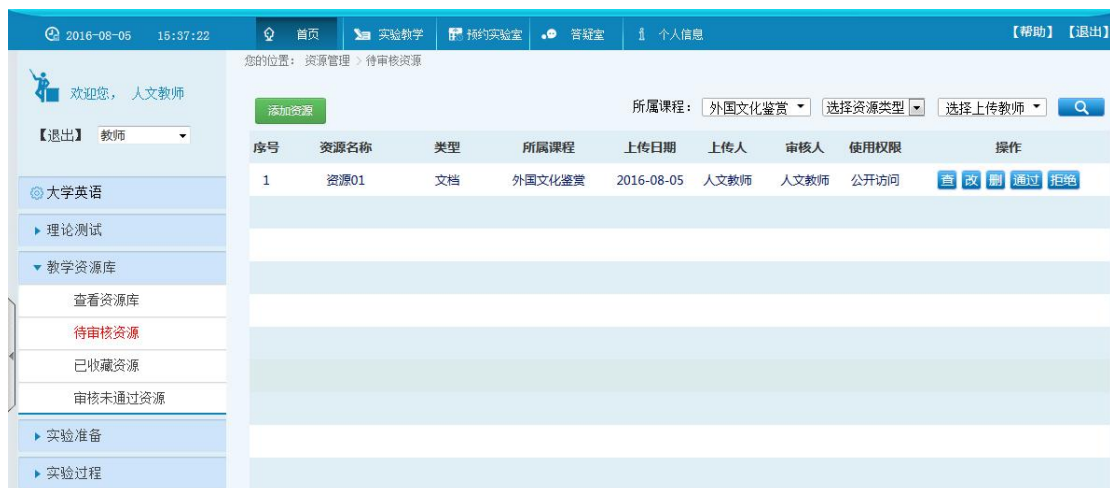 2016-08-05 15:37:22 首页 实验教学 预约实验室 答疑室 个人信息 【帮助】 【退出】
您的位置： 资源管理 > 待审核资源
欢迎您， 人文教师
【退出】 教师
添加资源 所属课程： 外国文化鉴赏 选择资源类型 选择上传教师
序号 资源名称 类型 所属课程 上传日期 上传人 审核人 使用权限 操作
1 资源01 文档 外国文化鉴赏 2016-08-05 人文教师 人文教师 公开访问 查 改 删 通过 拒绝
大学英语
理论测试
教学资源库
查看资源库
待审核资源
已收藏资源
审核未通过资源
实验准备
实验过程